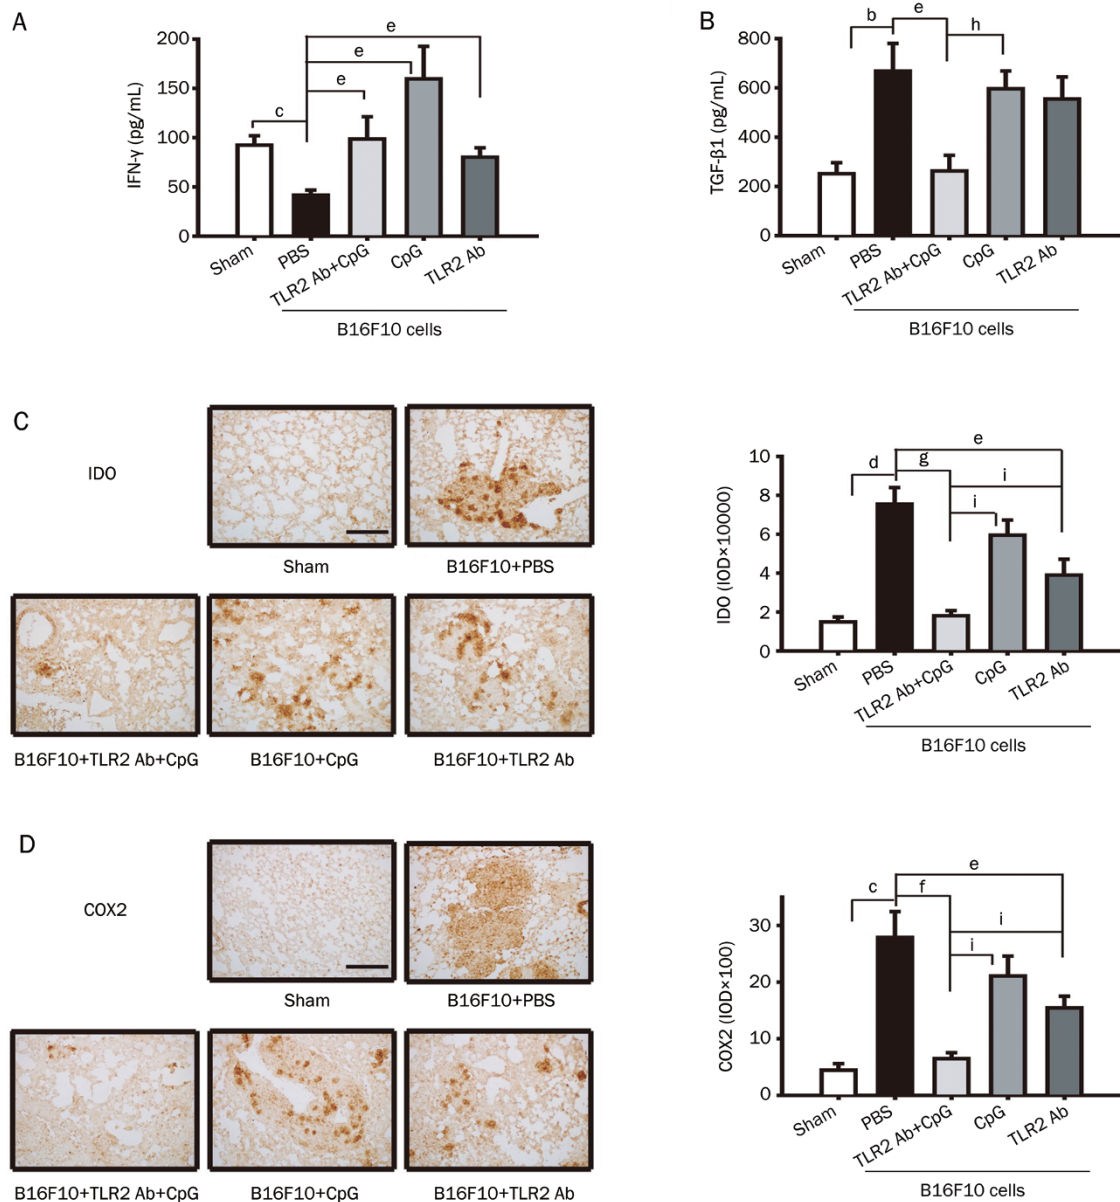 A
IFN-γ (pg/mL)
200
150
100
50
0
c
e
e
e
Sham
PBS
TLR2 Ab+CpG
CpG
TLR2 Ab
B16F10 cells
B
TGF-β1 (pg/mL)
800
600
400
200
0
b
e
h
Sham
PBS
TLR2 Ab+CpG
CpG
TLR2 Ab
B16F10 cells
C
IDO
Sham
B16F10+PBS
B16F10+TLR2 Ab+CpG
B16F10+CpG
B16F10+TLR2 Ab
IDO (IOD×10000)
10
8
6
4
2
0
d
g
e
i
i
Sham
PBS
TLR2 Ab+CpG
CpG
TLR2 Ab
B16F10 cells
D
COX2
Sham
B16F10+PBS
B16F10+TLR2 Ab+CpG
B16F10+CpG
B16F10+TLR2 Ab
COX2 (IOD×100)
30
20
10
0
c
f
e
i
i
Sham
PBS
TLR2 Ab+CpG
CpG
TLR2 Ab
B16F10 cells